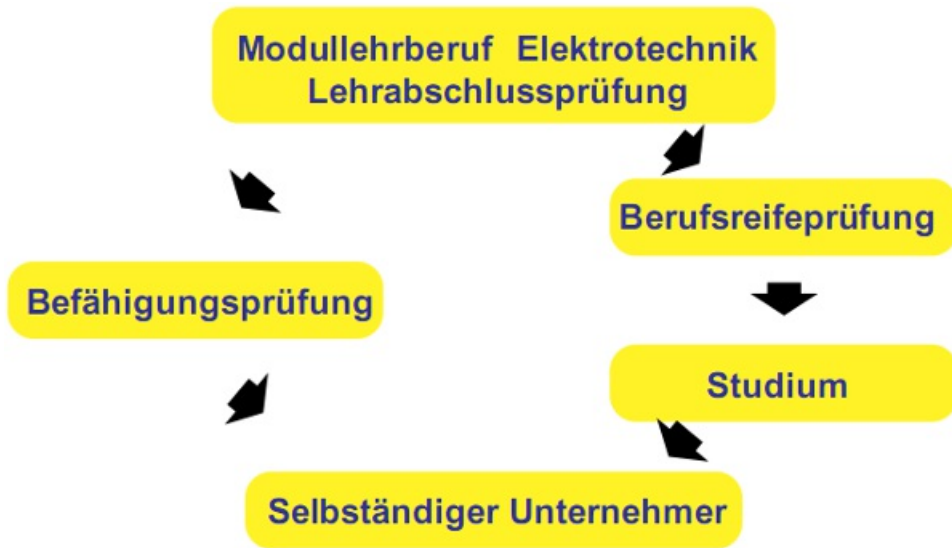 Modullehrberuf Elektrotechnik
Lehrabschlussprüfung
Berufsreifeprüfung
Befähigungsprüfung
Studium
Selbständiger Unternehmer